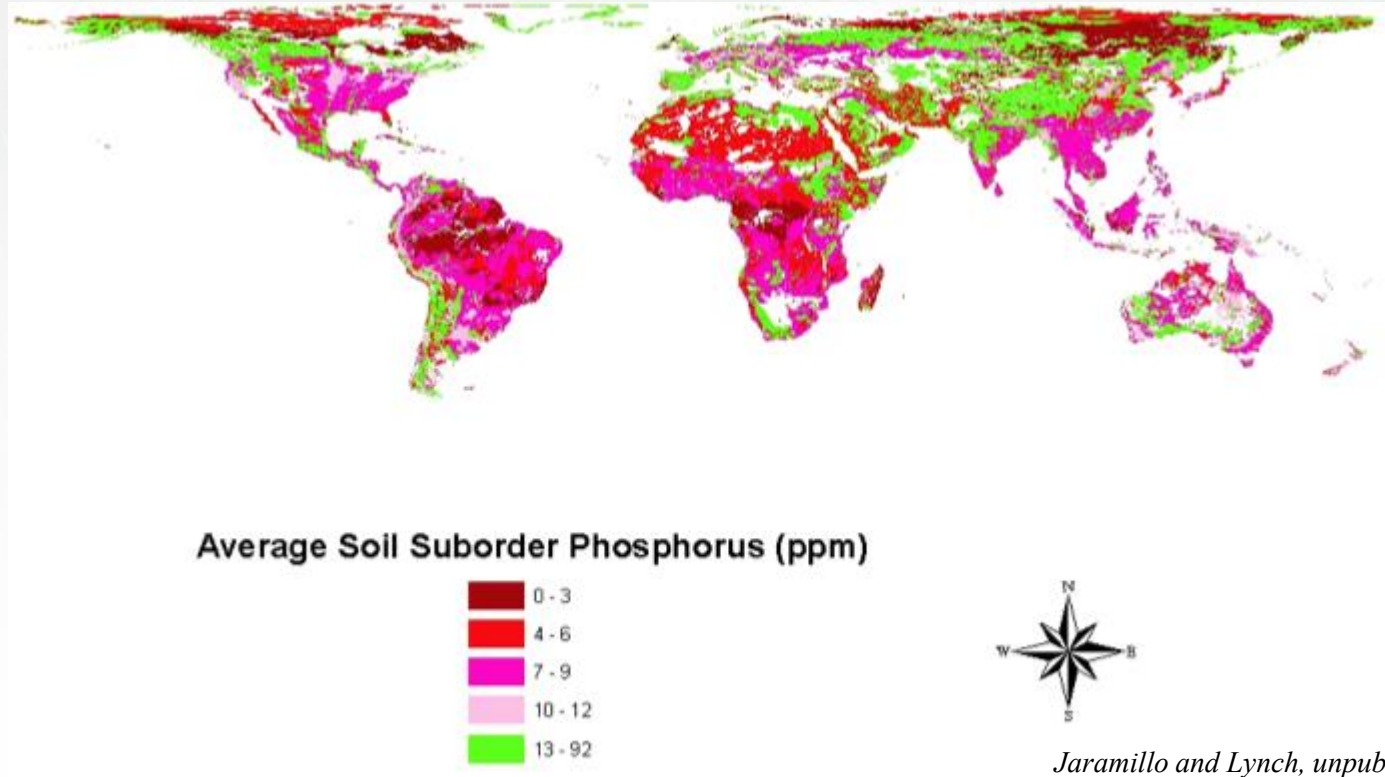 Average Soil Suborder Phosphorus (ppm)
0 - 3
4 - 6
7 - 9
10 - 12
13 - 92
N
W E
S
Jaramillo and Lynch, unpub